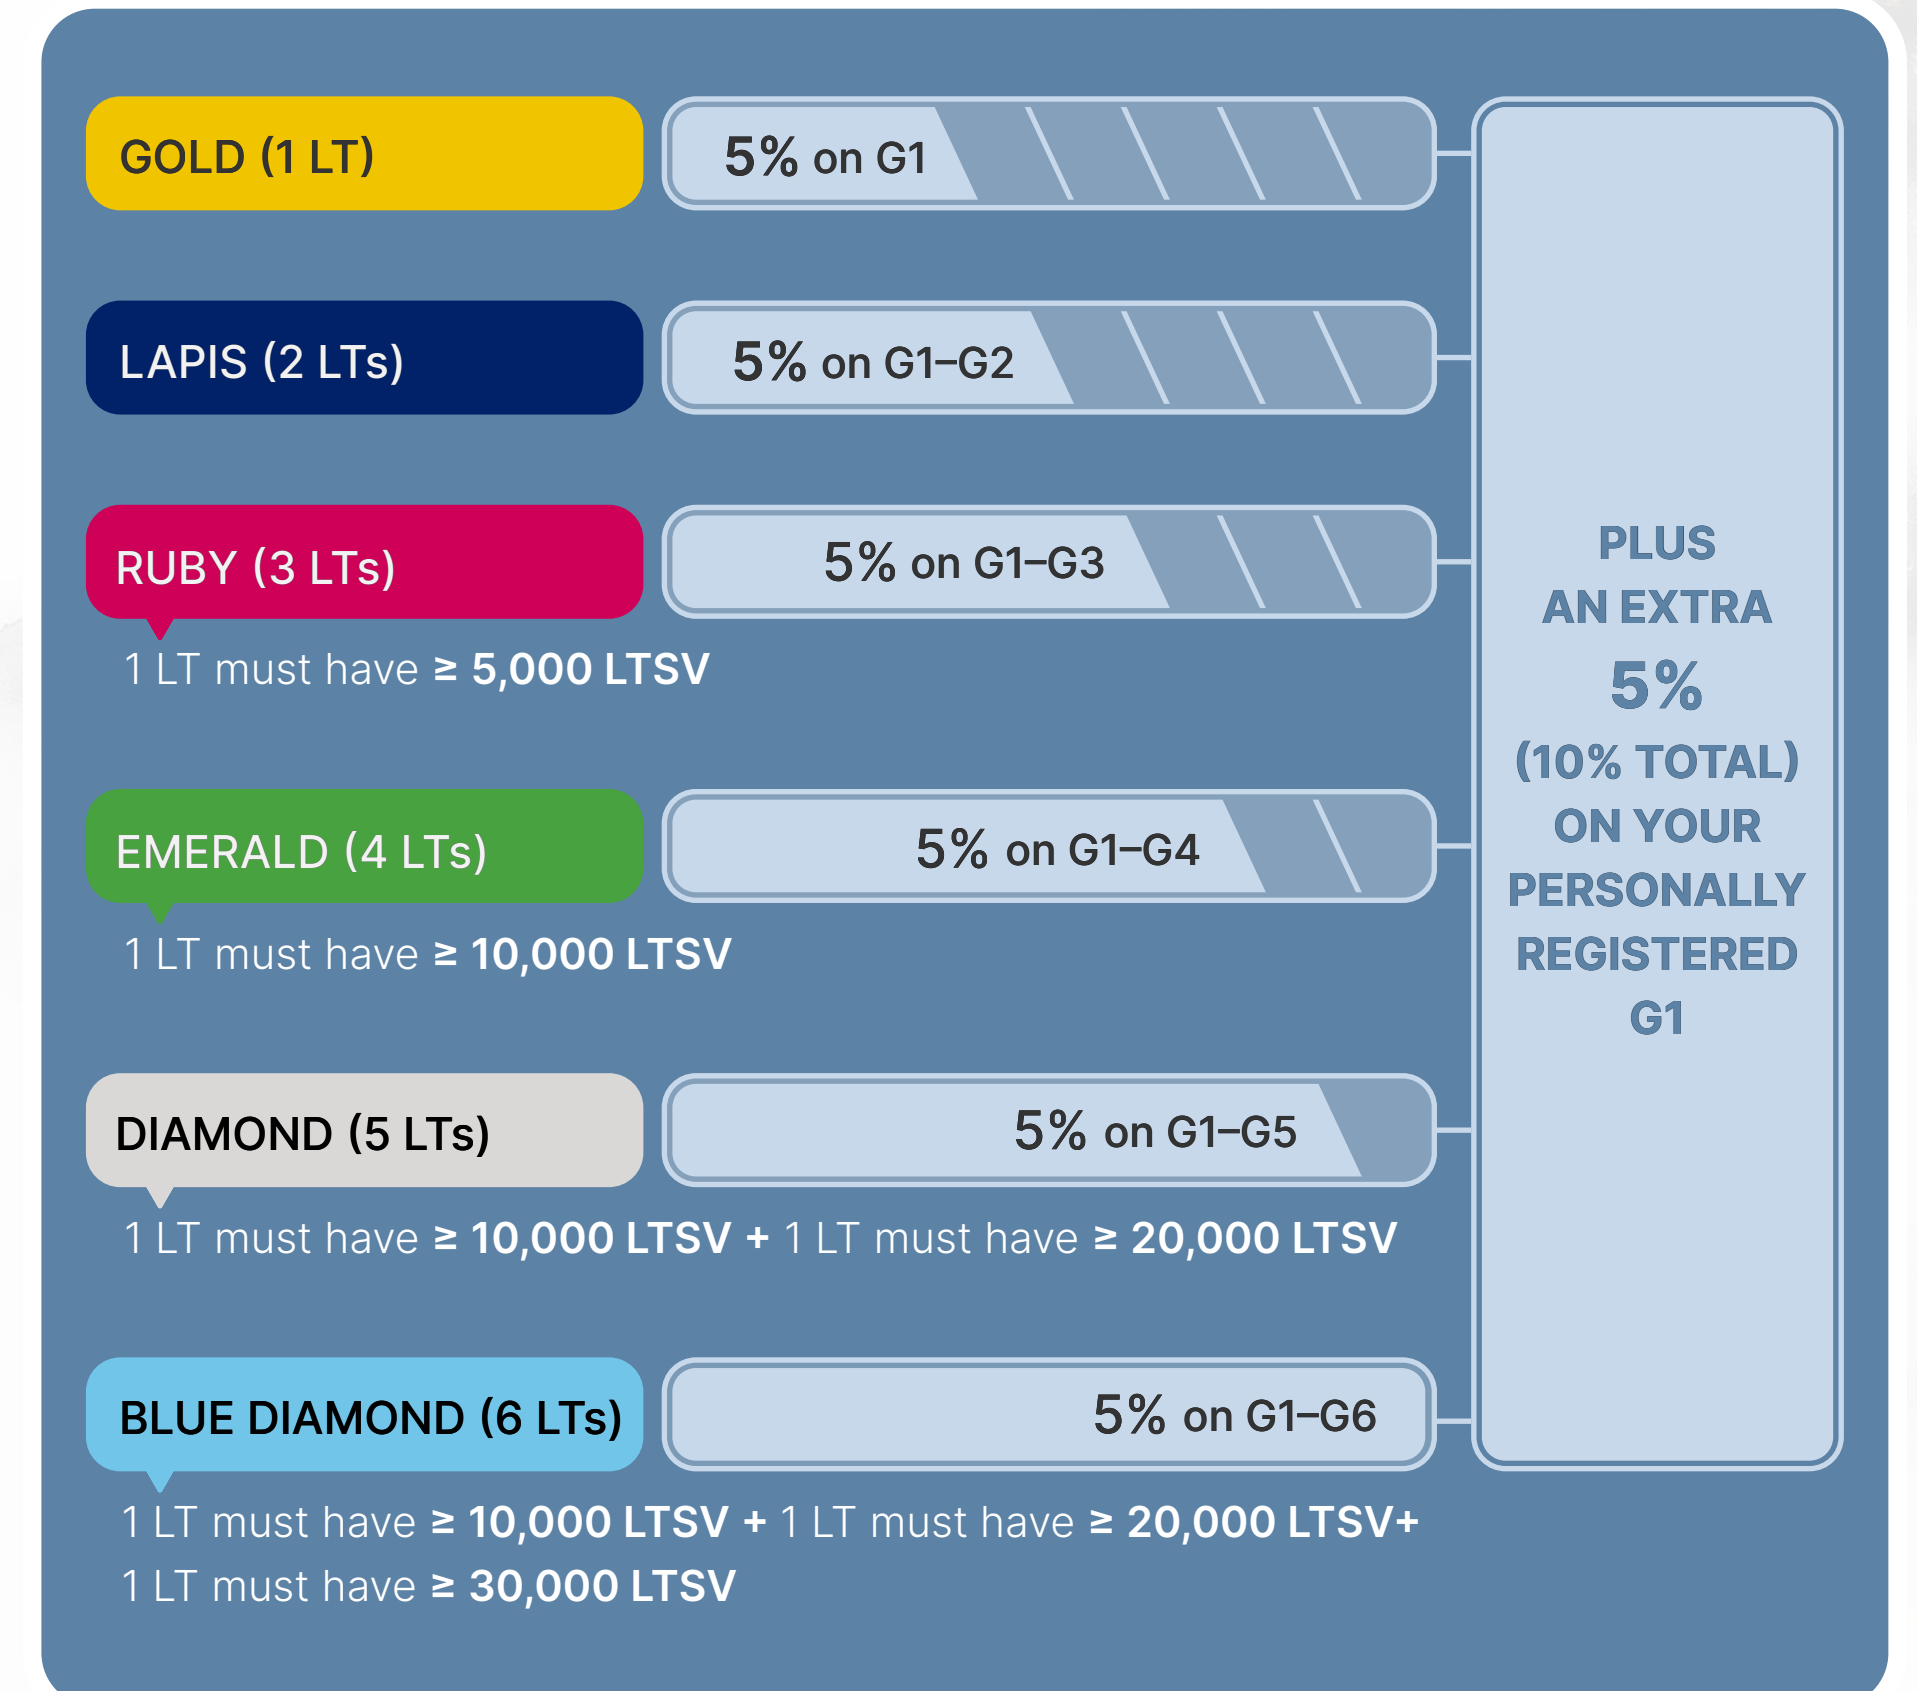 GOLD (1 LT)
5% on G1
LAPIS (2 LTs)
5% on G1–G2
RUBY (3 LTs)
5% on G1–G3
1 LT must have ≥ 5,000 LTSV
EMERALD (4 LTs)
5% on G1–G4
1 LT must have ≥ 10,000 LTSV
DIAMOND (5 LTs)
5% on G1–G5
1 LT must have ≥ 10,000 LTSV + 1 LT must have ≥ 20,000 LTSV
BLUE DIAMOND (6 LTs)
5% on G1–G6
1 LT must have ≥ 10,000 LTSV + 1 LT must have ≥ 20,000 LTSV+
1 LT must have ≥ 30,000 LTSV
PLUS
AN EXTRA
5%
(10% TOTAL)
ON YOUR
PERSONALLY
REGISTERED
G1